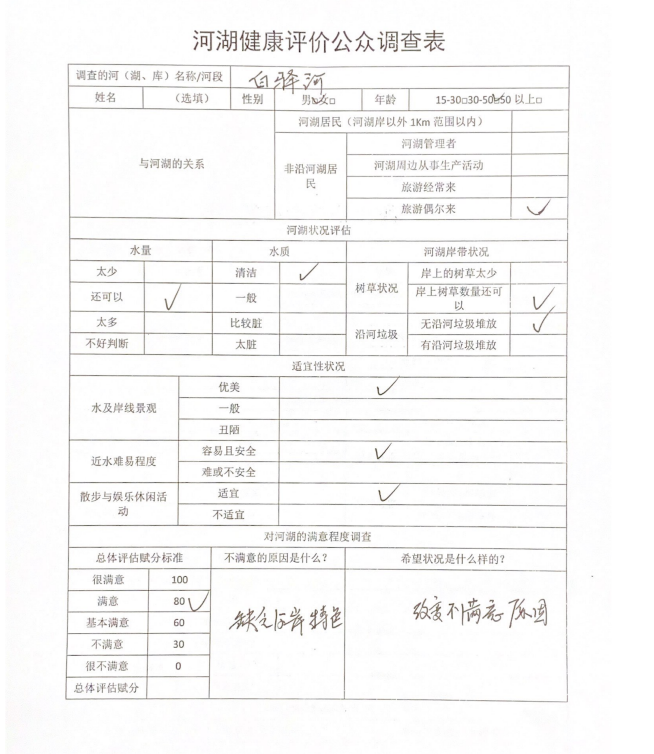 河湖健康评价公众调查表
调查的河（湖、库）名称/河段 白驿河
姓名 （选填） 性别 男☑女□ 年龄 15-30□30-50☑50 以上□
与河湖的关系 河湖居民（河湖岸以外 1Km 范围以内）
非沿河湖居民 河湖管理者
河湖周边从事生产活动
旅游经常来
旅游偶尔来 ✓
河湖状况评估
水量 水质 河湖岸带状况
太少 清洁 ✓ 树草状况 岸上的树草太少
还可以 ✓ 一般 岸上树草数量还可以 ✓
太多 比较脏 沿河垃圾 无沿河垃圾堆放 ✓
不好判断 太脏 有沿河垃圾堆放
适宜性状况
水及岸线景观 优美 ✓
一般
丑陋
近水难易程度 容易且安全 ✓
难或不安全
散步与娱乐休闲活动 适宜 ✓
不适宜
对河湖的满意程度调查
总体评估赋分标准 不满意的原因是什么? 希望状况是什么样的?
很满意 100
满意 80 ✓
基本满意 60
不满意 30
很不满意 0
总体评估赋分
缺乏沿岸特色
改变不满意原因